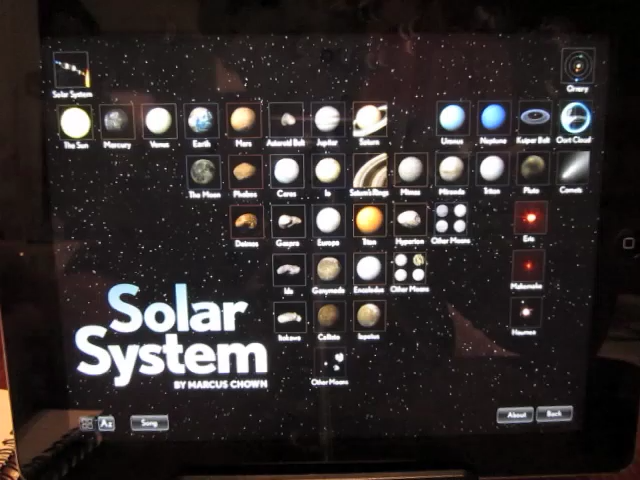 Solar System
Orrery
The Sun
Mercury
Venus
Earth
Mars
Asteroid Belt
Jupiter
Saturn
Uranus
Neptune
Kuiper Belt
Oort Cloud
The Moon
Phobos
Ceres
Io
Saturn's Rings
Mimas
Miranda
Triton
Pluto
Comets
Deimos
Gaspra
Europa
Titan
Hyperion
Other Moons
Eris
Ida
Ganymede
Enceladus
Other Moons
Makemake
Itokawa
Callisto
Iapetus
Haumea
Other Moons
Solar
System
BY MARCUS CHOWN
Az
Song
About
Back